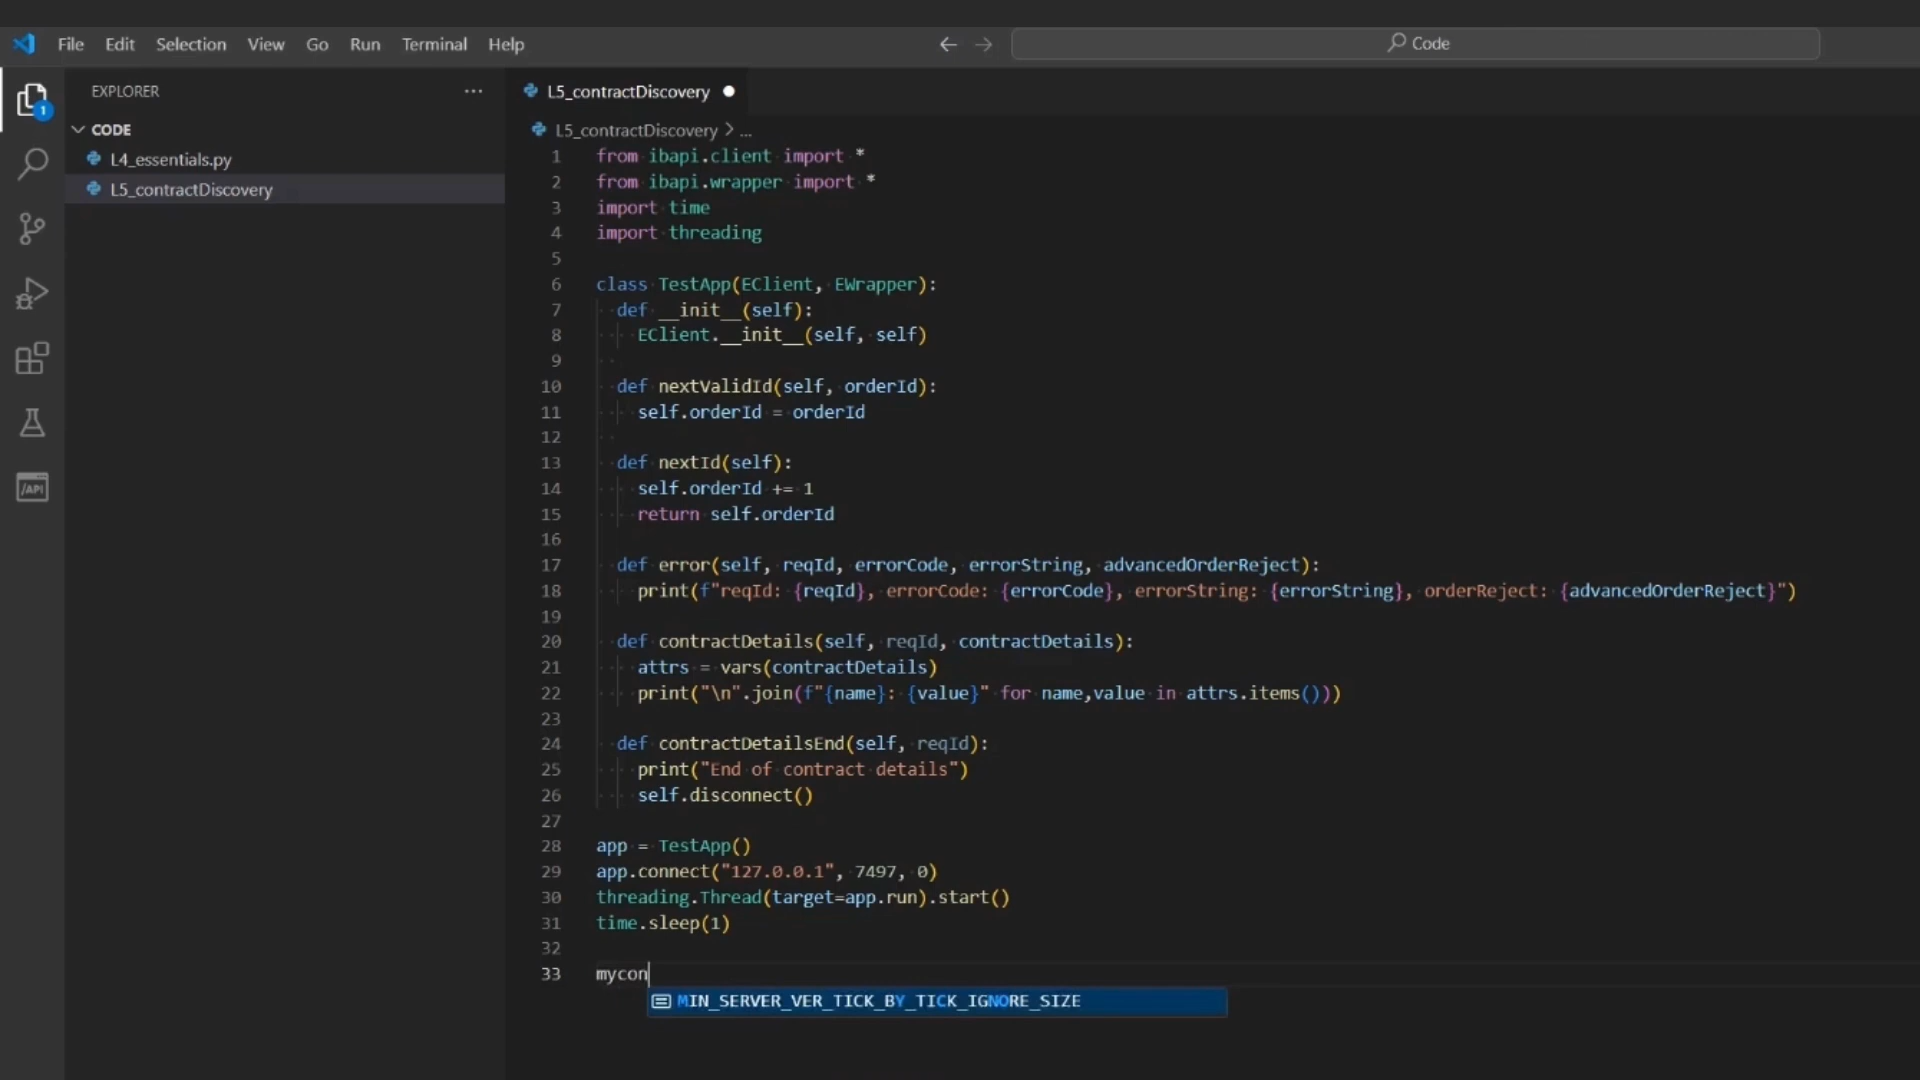 File Edit Selection View Go Run Terminal Help
Code
EXPLORER
1
CODE
L4_essentials.py
L5_contractDiscovery
/API
L5_contractDiscovery
L5_contractDiscovery > ...
1 from ibapi.client import *
2 from ibapi.wrapper import *
3 import time
4 import threading
5
6 class TestApp(EClient, EWrapper):
7 def __init__(self):
8 EClient.__init__(self, self)
9
10 def nextValidId(self, orderId):
11 self.orderId = orderId
12
13 def nextId(self):
14 self.orderId += 1
15 return self.orderId
16
17 def error(self, reqId, errorCode, errorString, advancedOrderReject):
18 print(f"reqId: {reqId}, errorCode: {errorCode}, errorString: {errorString}, orderReject: {advancedOrderReject}")
19
20 def contractDetails(self, reqId, contractDetails):
21 attrs = vars(contractDetails)
22 print("\n".join(f"{name}: {value}" for name,value in attrs.items()))
23
24 def contractDetailsEnd(self, reqId):
25 print("End of contract details")
26 self.disconnect()
27
28 app = TestApp()
29 app.connect("127.0.0.1", 7497, 0)
30 threading.Thread(target=app.run).start()
31 time.sleep(1)
32
33 mycon
MIN_SERVER_VER_TICK_BY_TICK_IGNORE_SIZE